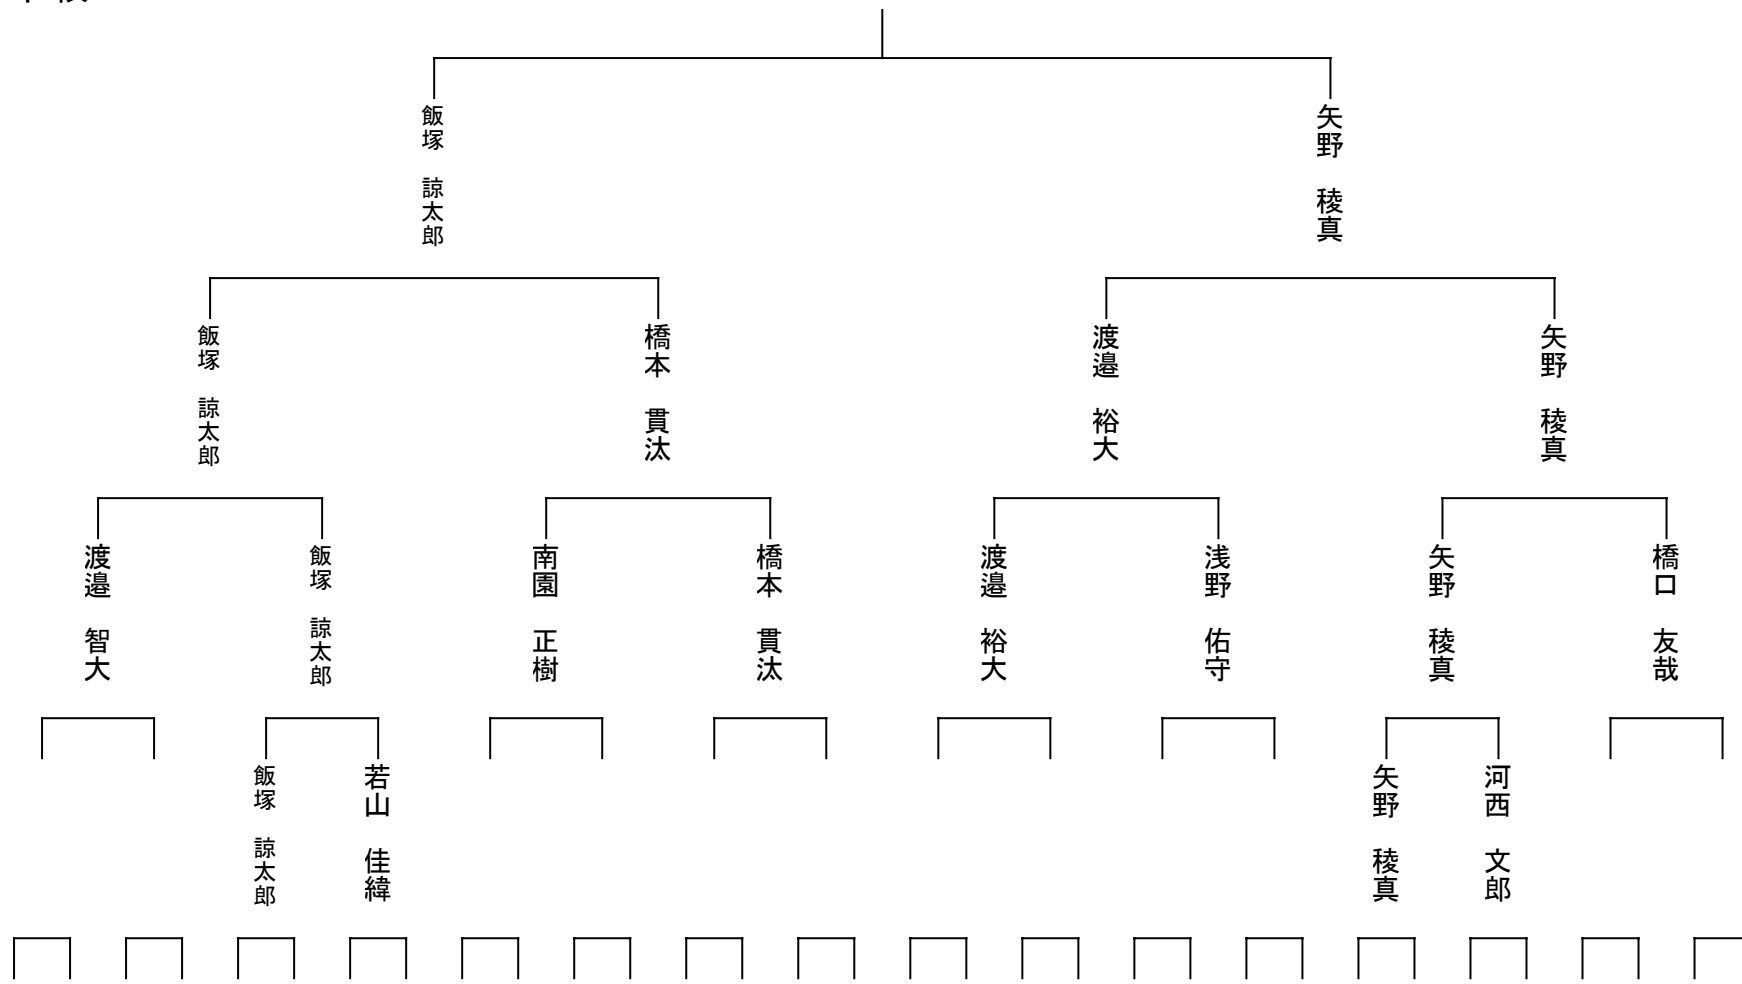 飯塚 諒太郎
矢野 稜真
飯塚 諒太郎
橋本 貫汰
渡邉 裕大
矢野 稜真
渡邉 智大
飯塚 諒太郎
南園 正樹
橋本 貫汰
渡邉 裕大
浅野 佑守
矢野 稜真
橋口 友哉
飯塚 諒太郎
若山 佳緯
矢野 稜真
河西 文郎